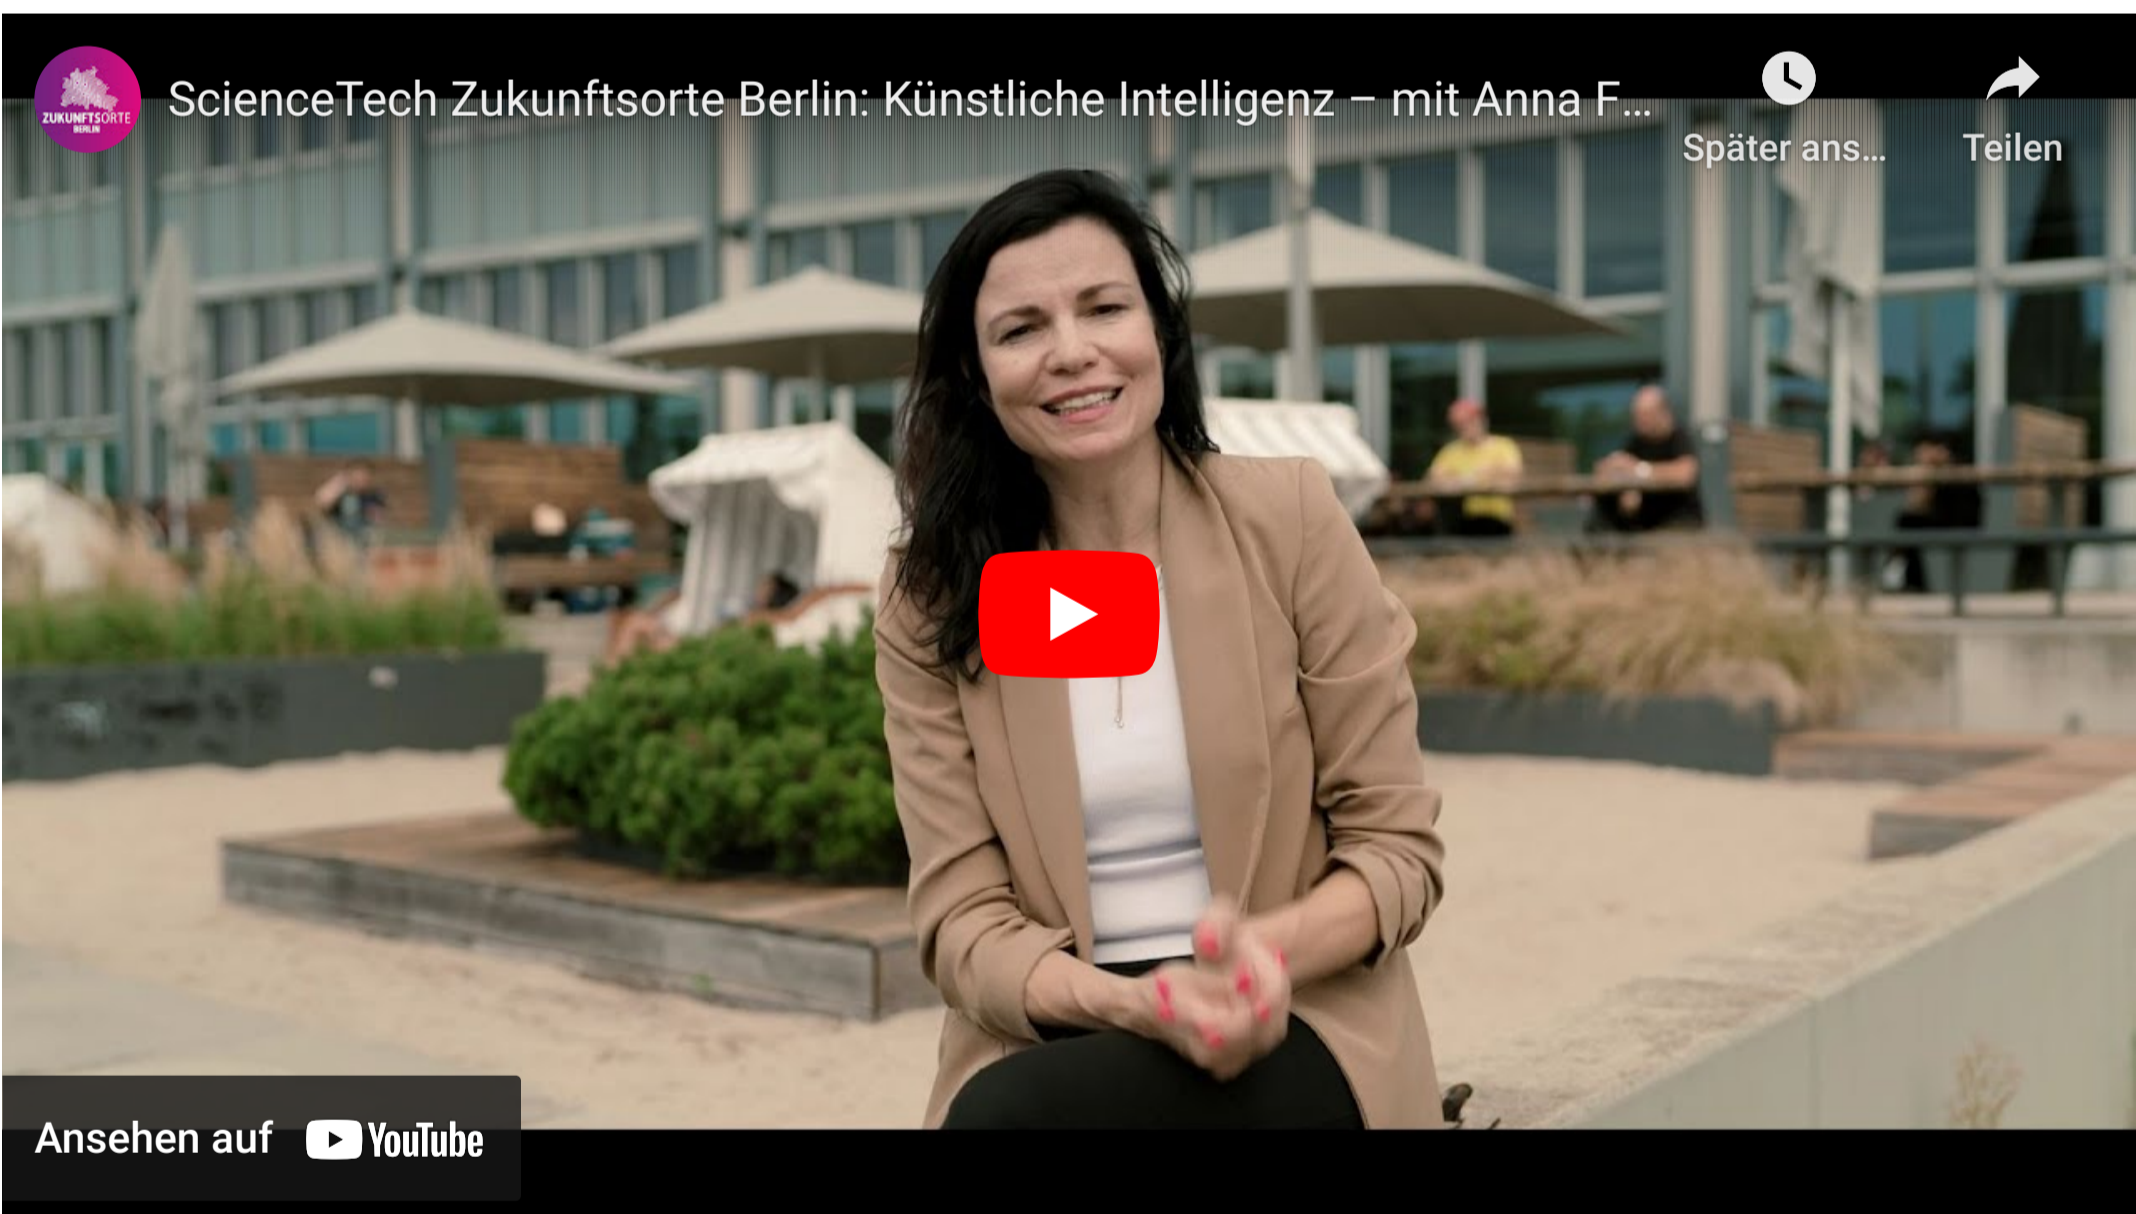 ZUKUNFTSORTE
BERLIN
ScienceTech Zukunftsorte Berlin: Künstliche Intelligenz – mit Anna F...
Später ans...
Teilen
Ansehen auf YouTube